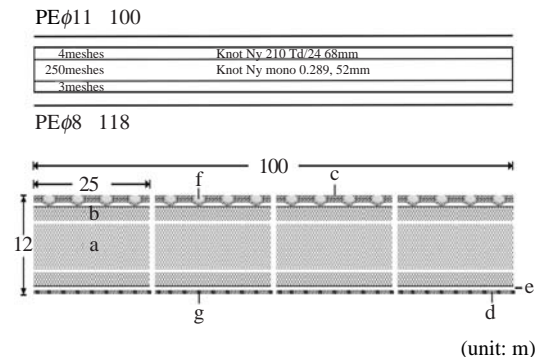 PEϕ11 100
4meshes Knot Ny 210 Td/24 68mm
250meshes Knot Ny mono 0.289, 52mm
3meshes
PEϕ8 118
100
25 f c
b
12 a
e
g d
(unit: m)